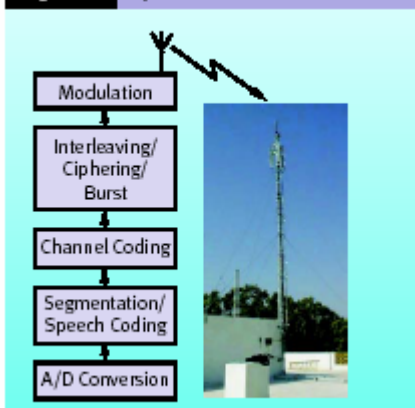 Modulation
Interleaving/
Ciphering/
Burst
Channel Coding
Segmentation/
Speech Coding
A/D Conversion